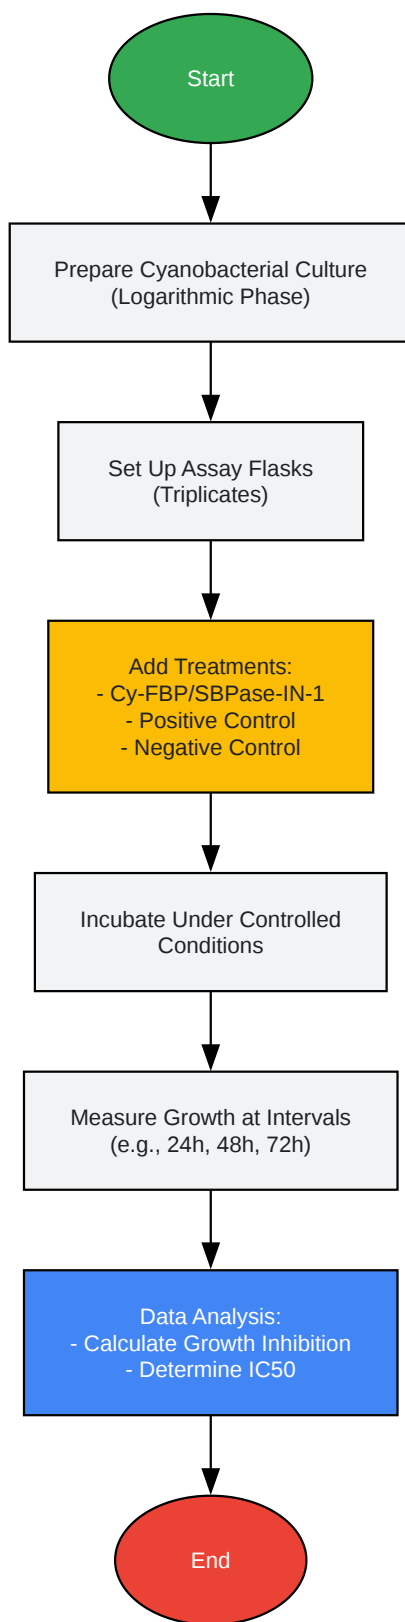 Start
Prepare Cyanobacterial Culture
(Logarithmic Phase)
Set Up Assay Flasks
(Triplicates)
Add Treatments:
- Cy-FBP/SBPase-IN-1
- Positive Control
- Negative Control
Incubate Under Controlled
Conditions
Measure Growth at Intervals
(e.g., 24h, 48h, 72h)
Data Analysis:
- Calculate Growth Inhibition
- Determine IC50
End